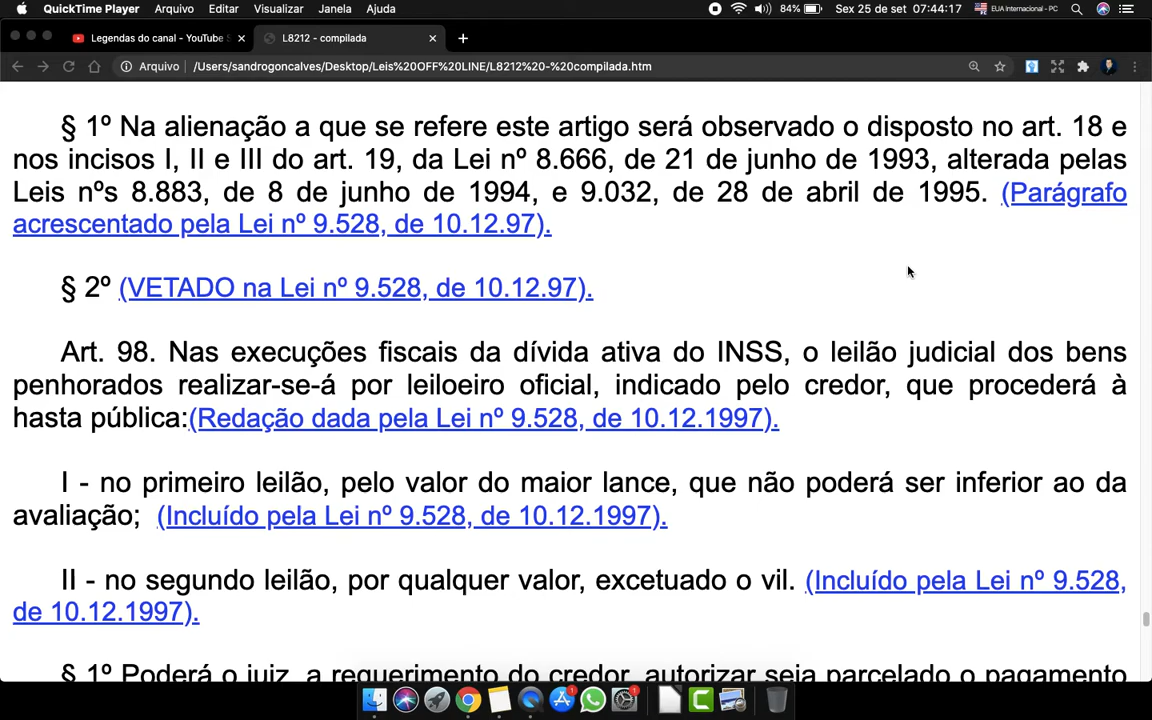 QuickTime Player Arquivo Editar Visualizar Janela Ajuda 84% Sex 25 de set 07:44:17 EUA Internacional - PC
Legendas do canal - YouTube L8212 - compilada
Arquivo /Users/sandrogoncalves/Desktop/Leis%20OFF%20LINE/L8212%20-%20compilada.htm
§ 1º Na alienação a que se refere este artigo será observado o disposto no art. 18 e
nos incisos I, II e III do art. 19, da Lei nº 8.666, de 21 de junho de 1993, alterada pelas
Leis nºs 8.883, de 8 de junho de 1994, e 9.032, de 28 de abril de 1995. (Parágrafo
acrescentado pela Lei nº 9.528, de 10.12.97).
§ 2º (VETADO na Lei nº 9.528, de 10.12.97).
Art. 98. Nas execuções fiscais da dívida ativa do INSS, o leilão judicial dos bens
penhorados realizar-se-á por leiloeiro oficial, indicado pelo credor, que procederá à
hasta pública:(Redação dada pela Lei nº 9.528, de 10.12.1997).
I - no primeiro leilão, pelo valor do maior lance, que não poderá ser inferior ao da
avaliação; (Incluído pela Lei nº 9.528, de 10.12.1997).
II - no segundo leilão, por qualquer valor, excetuado o vil. (Incluído pela Lei nº 9.528,
de 10.12.1997).
§ 1º Poderá o juiz, a requerimento do credor, autorizar seja parcelado o pagamento